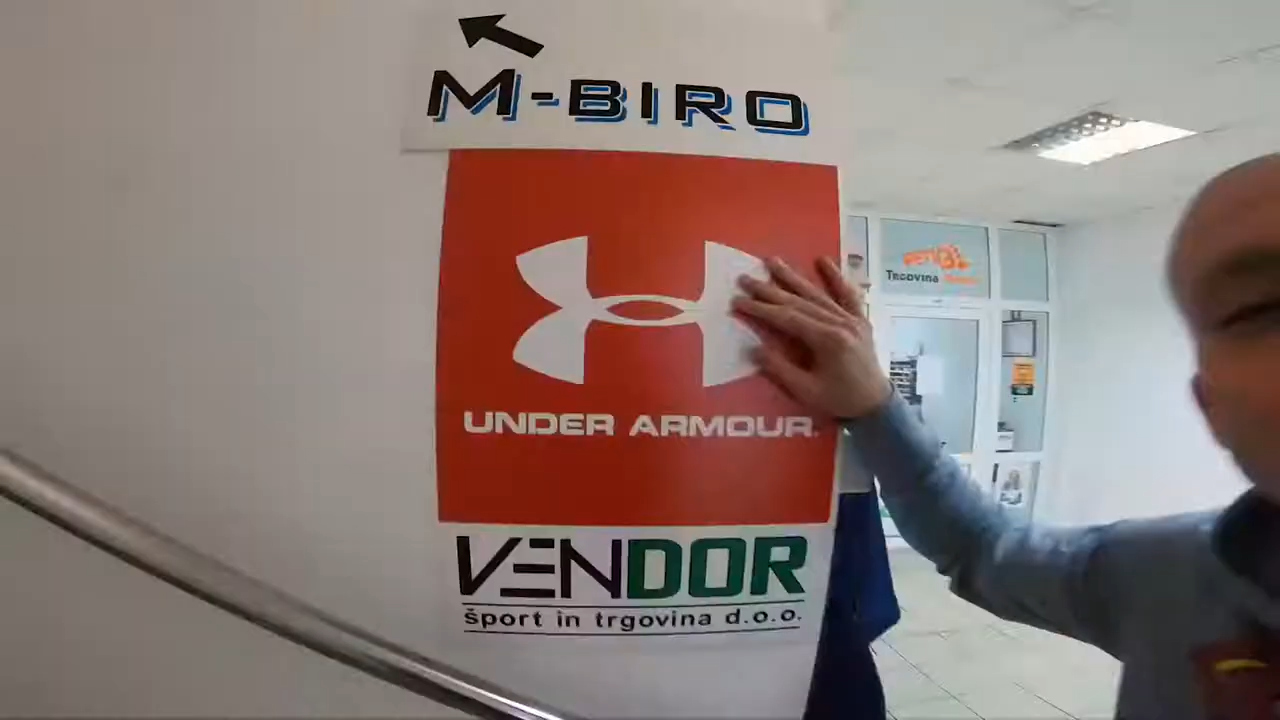 M-BIRO
UNDER ARMOUR.
VENDOR
šport in trgovina d.o.o.
Trgovina